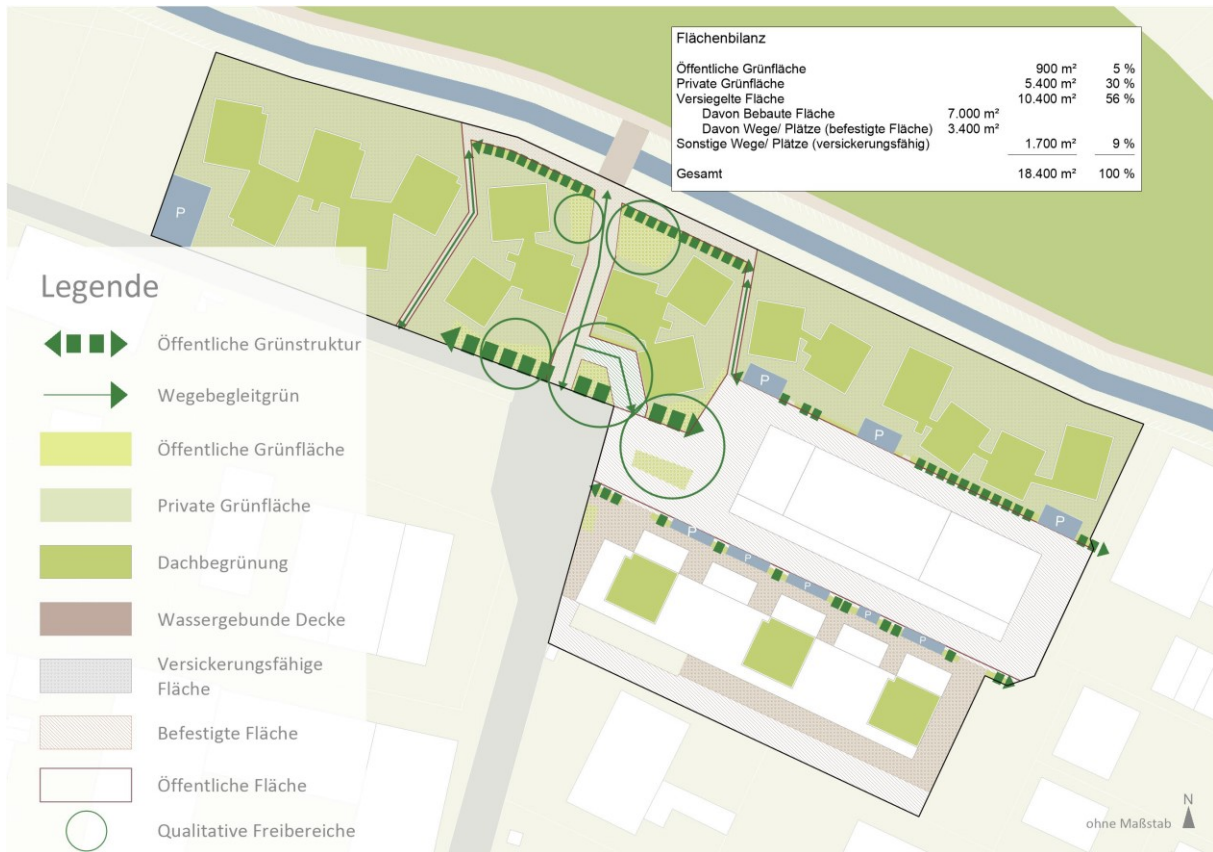 Flächenbilanz
Öffentliche Grünfläche 900 m² 5 %
Private Grünfläche 5.400 m² 30 %
Versiegelte Fläche 10.400 m² 56 %
Davon Bebaute Fläche 7.000 m²
Davon Wege/ Plätze (befestigte Fläche) 3.400 m²
Sonstige Wege/ Plätze (versickerungsfähig) 1.700 m² 9 %
Gesamt 18.400 m² 100 %
P
Legende
Öffentliche Grünstruktur
Wegebegleitgrün
Öffentliche Grünfläche
Private Grünfläche
Dachbegrünung
Wassergebunde Decke
Versickerungsfähige
Fläche
Befestigte Fläche
Öffentliche Fläche
Qualitative Freibereiche
P
P
P
P
P
P
P
P
N
ohne Maßstab